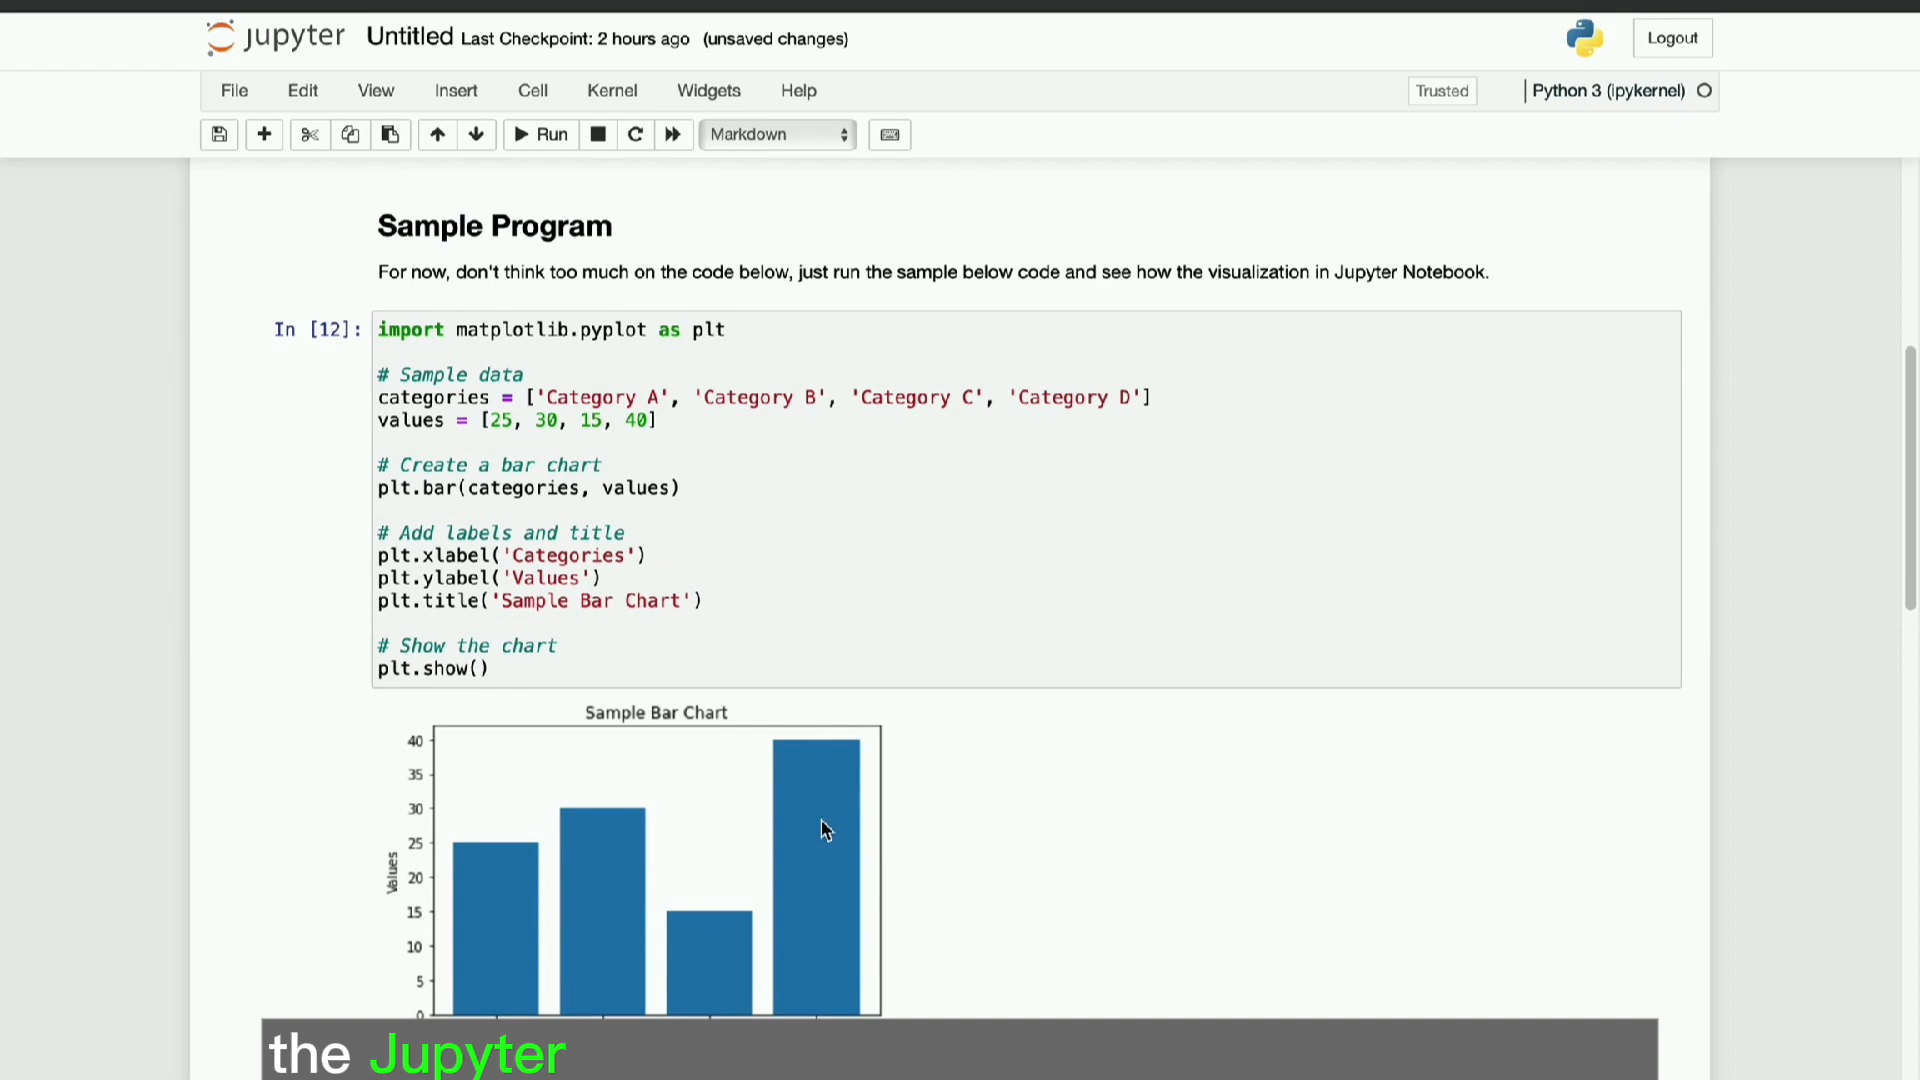 jupyter Untitled Last Checkpoint: 2 hours ago (unsaved changes) Logout
File Edit View Insert Cell Kernel Widgets Help Trusted Python 3 (ipykernel)
Run Markdown
Sample Program
For now, don't think too much on the code below, just run the sample below code and see how the visualization in Jupyter Notebook.
In [12]: import matplotlib.pyplot as plt
# Sample data
categories = ['Category A', 'Category B', 'Category C', 'Category D']
values = [25, 30, 15, 40]
# Create a bar chart
plt.bar(categories, values)
# Add labels and title
plt.xlabel('Categories')
plt.ylabel('Values')
plt.title('Sample Bar Chart')
# Show the chart
plt.show()
Sample Bar Chart
40
35
30
25
20
15
10
5
0
Values
the Jupyter